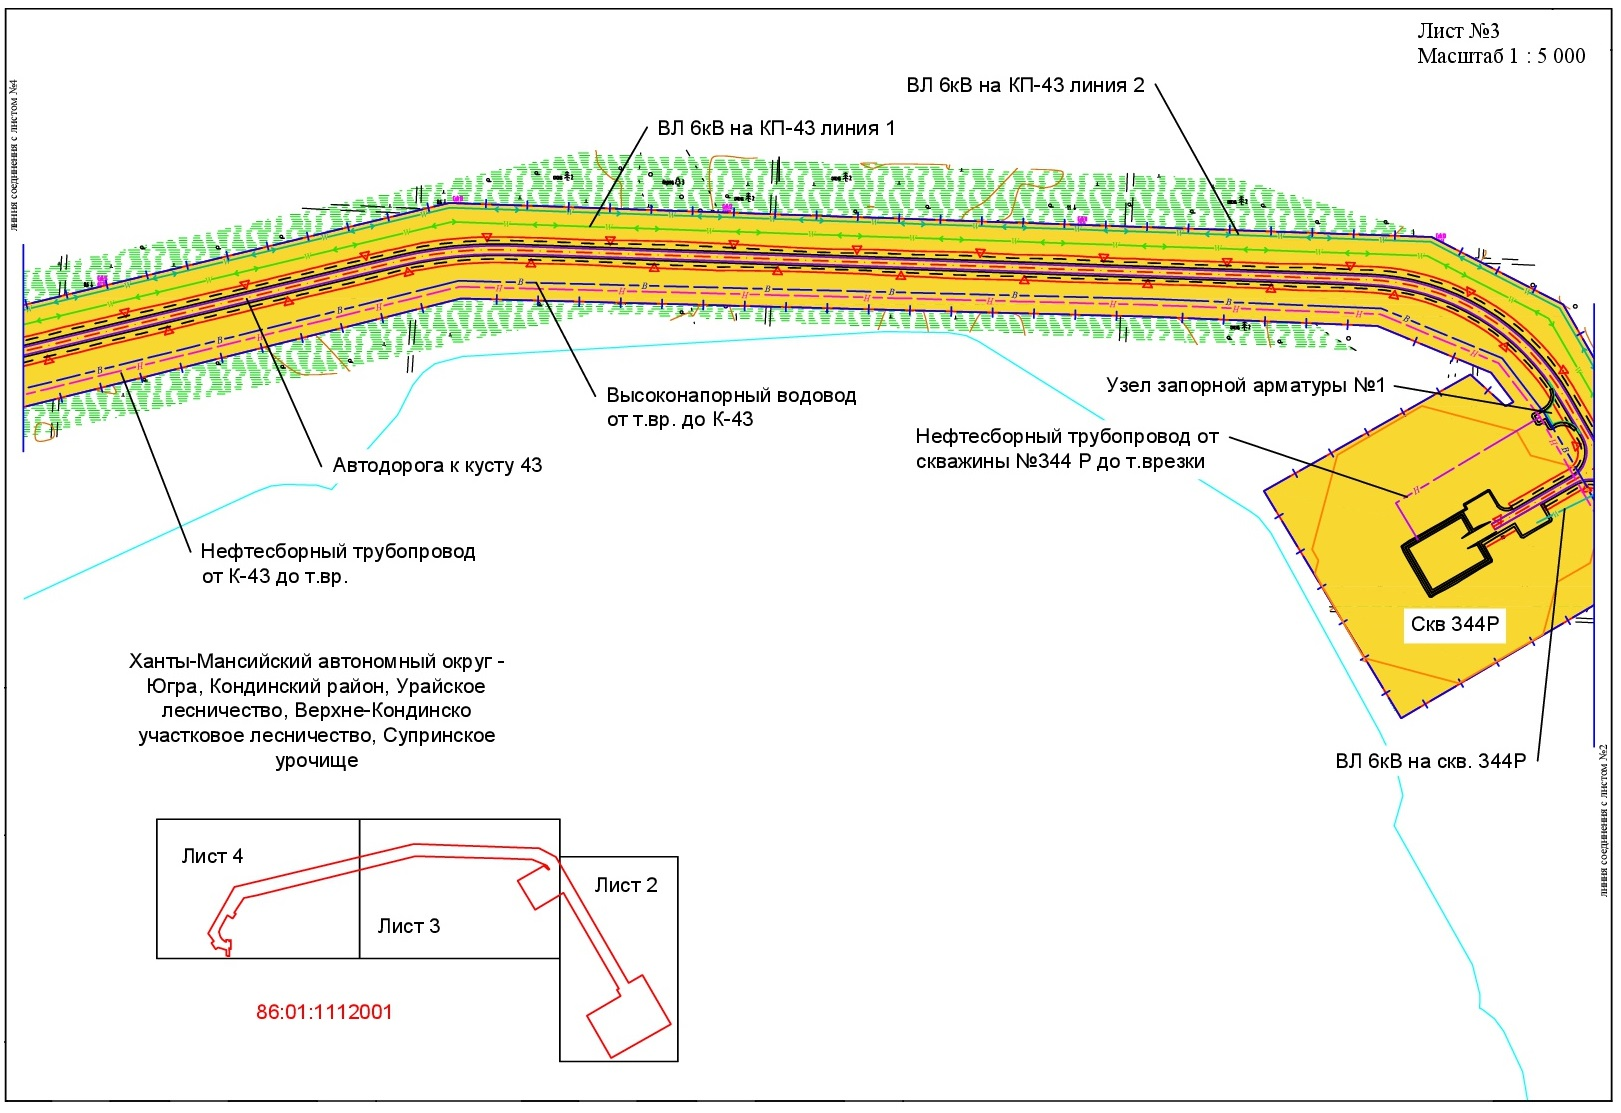 Лист №3
Масштаб 1 : 5 000
линия соединения с листом №4
ВЛ 6кВ на КП-43 линия 2
ВЛ 6кВ на КП-43 линия 1
Узел запорной арматуры №1
Высоконапорный водовод
от т.вр. до К-43
Нефтесборный трубопровод от
скважины №344 Р до т.врезки
Автодорога к кусту 43
Нефтесборный трубопровод
от К-43 до т.вр.
Скв 344Р
Ханты-Мансийский автономный округ -
Югра, Кондинский район, Урайское
лесничество, Верхне-Кондинско
участковое лесничество, Супринское
урочище
ВЛ 6кВ на скв. 344Р
линия соединения с листом №2
Лист 4
Лист 2
Лист 3
86:01:1112001